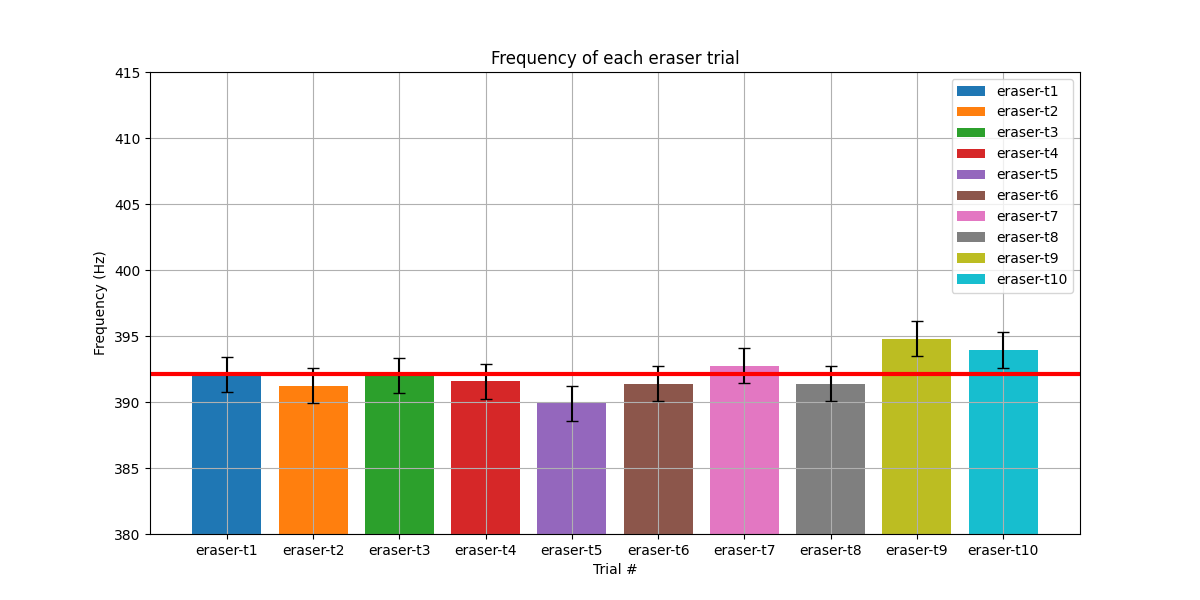 Frequency of each eraser trial
415
410
405
400
395
390
385
380
Frequency (Hz)
eraser-t1
eraser-t2
eraser-t3
eraser-t4
eraser-t5
eraser-t6
eraser-t7
eraser-t8
eraser-t9
eraser-t10
eraser-t1 eraser-t2 eraser-t3 eraser-t4 eraser-t5 eraser-t6 eraser-t7 eraser-t8 eraser-t9 eraser-t10
Trial #